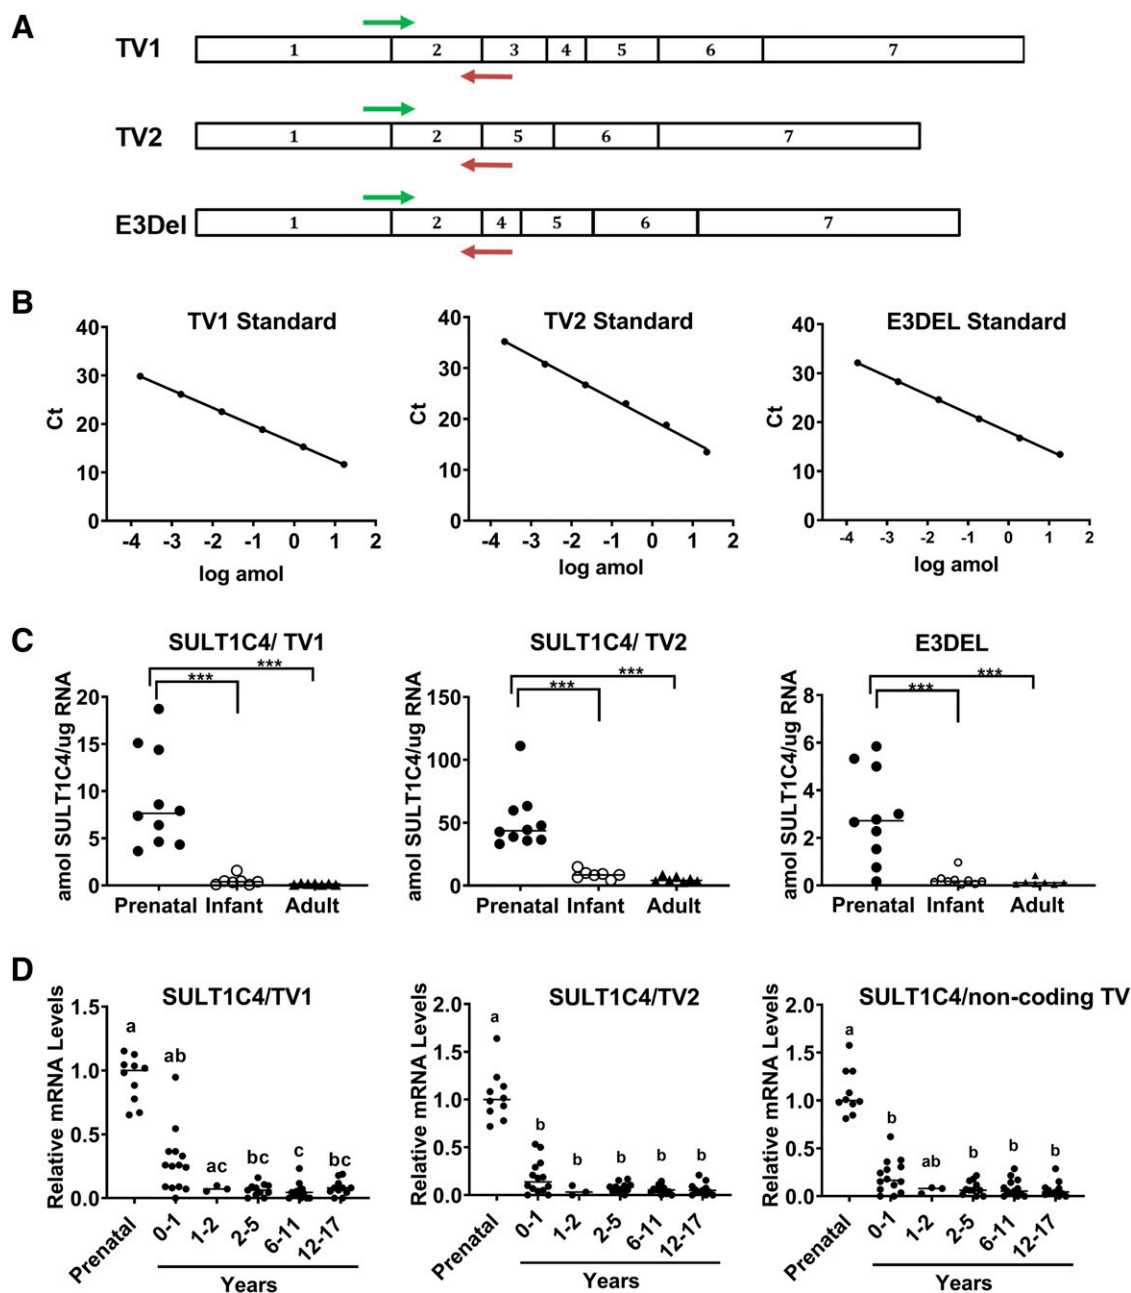 A
TV1
1 2 3 4 5 6 7
TV2
1 2 5 6 7
E3Del
1 2 4 5 6 7
B
TV1 Standard
TV2 Standard
E3DEL Standard
Ct
40
30
20
10
0
-4 -3 -2 -1 0 1 2
log amol
Ct
40
30
20
10
0
-4 -3 -2 -1 0 1 2
log amol
Ct
40
30
20
10
0
-4 -3 -2 -1 0 1 2
log amol
C
SULT1C4/ TV1
***
***
amol SULT1C4/ug RNA
20
15
10
5
0
Prenatal Infant Adult
SULT1C4/ TV2
***
***
amol SULT1C4/ug RNA
150
100
50
0
Prenatal Infant Adult
E3DEL
***
***
amol SULT1C4/ug RNA
8
6
4
2
0
Prenatal Infant Adult
D
SULT1C4/TV1
Relative mRNA Levels
1.5
1.0
0.5
0.0
a ab ac bc c bc
Prenatal 0-1 1-2 2-5 6-11 12-17
Years
SULT1C4/TV2
Relative mRNA Levels
2.0
1.5
1.0
0.5
0.0
a b b b b b
Prenatal 0-1 1-2 2-5 6-11 12-17
Years
SULT1C4/non-coding TV
Relative mRNA Levels
2.0
1.5
1.0
0.5
0.0
a b ab b b b
Prenatal 0-1 1-2 2-5 6-11 12-17
Years